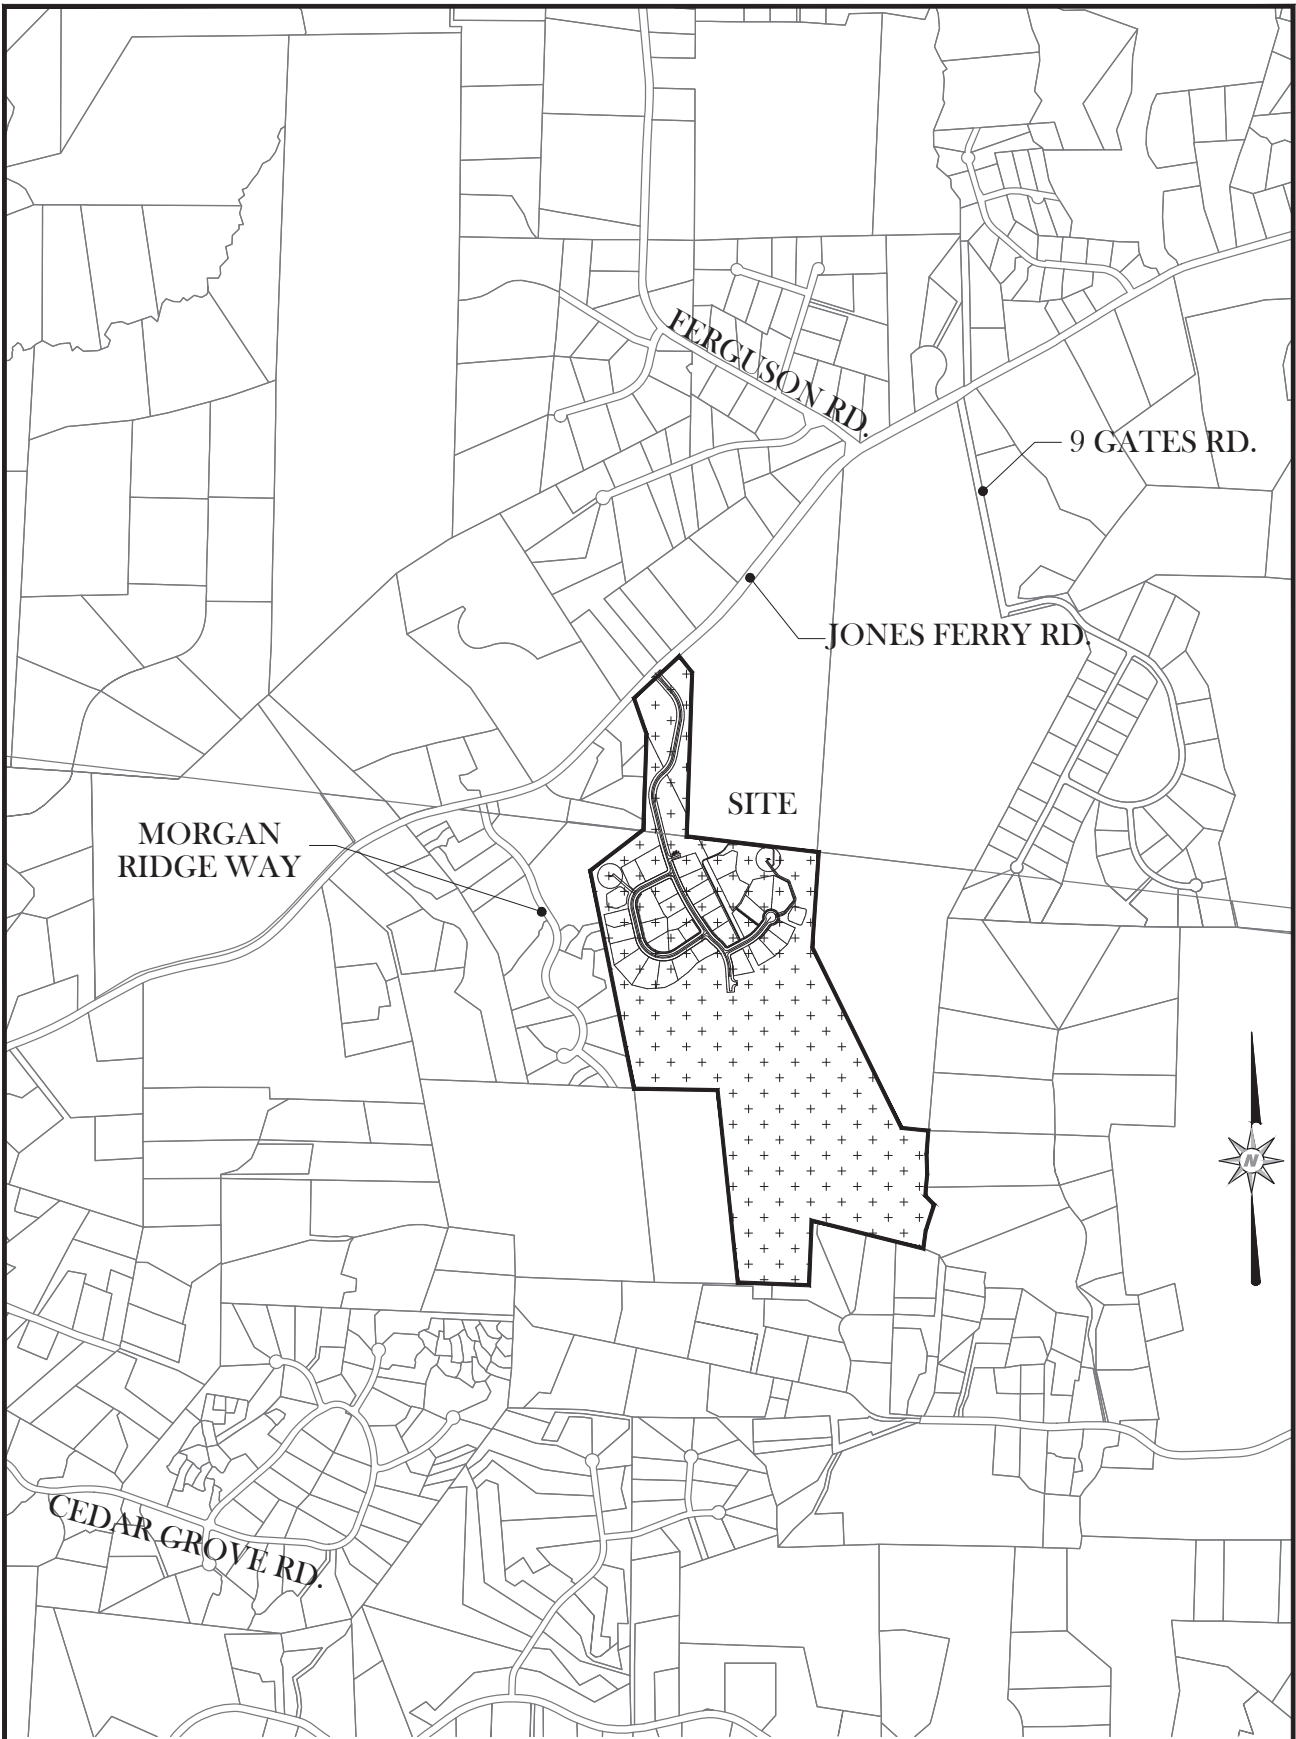 FERGUSON RD.
9 GATES RD.
JONES FERRY RD.
SITE
MORGAN
RIDGE WAY
N
CEDAR GROVE RD.